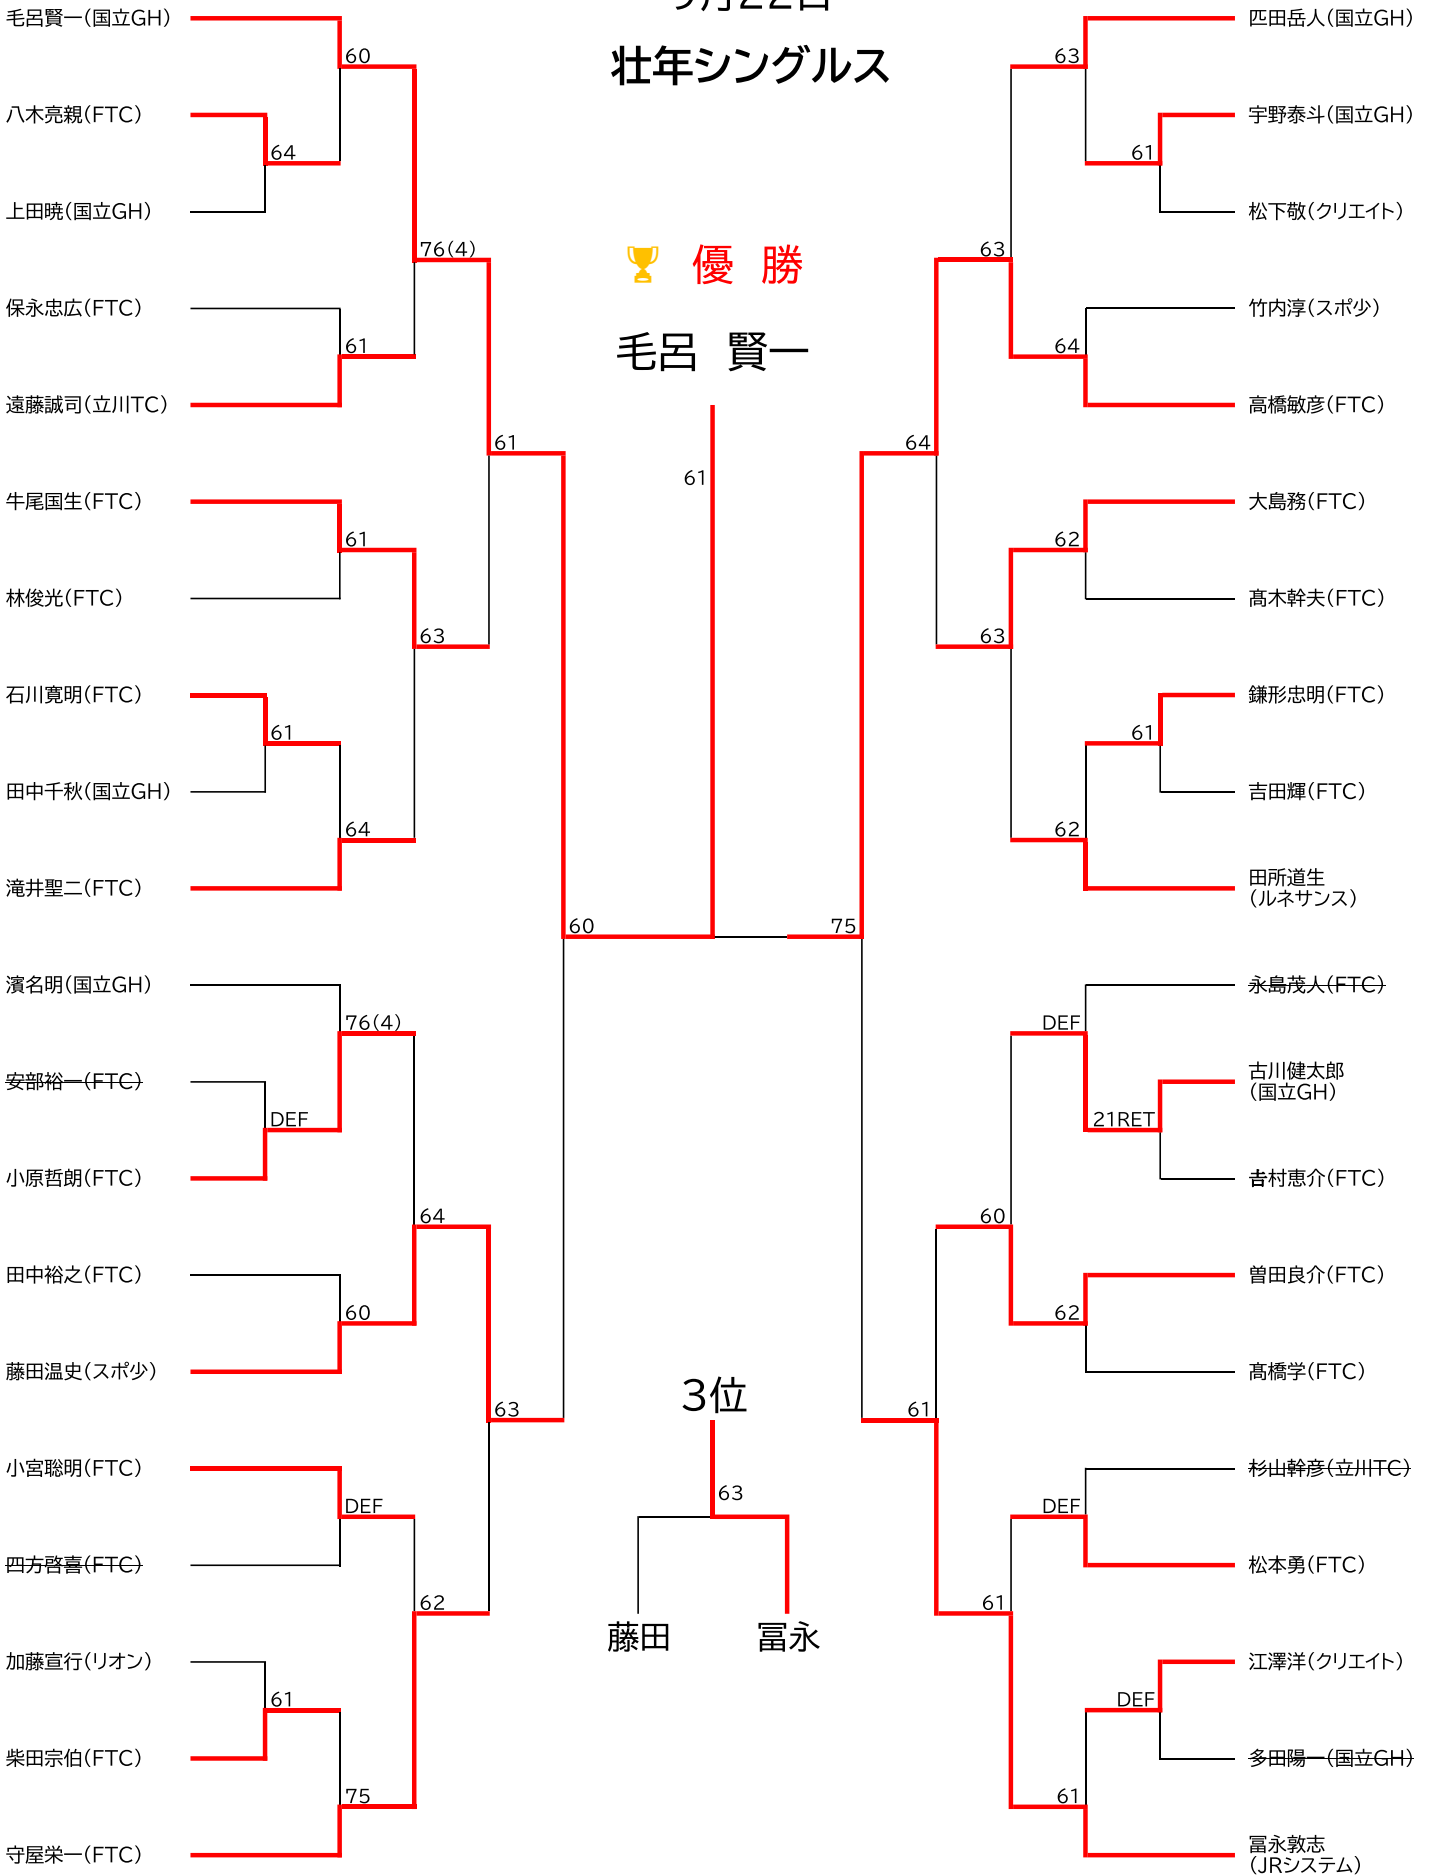 壮年シングルス
優 勝
毛呂 賢一
61
毛呂賢一(国立GH)
60
八木亮親(FTC)
64
上田暁(国立GH)
76(4)
保永忠広(FTC)
61
遠藤誠司(立川TC)
61
牛尾国生(FTC)
61
林俊光(FTC)
63
石川寛明(FTC)
61
田中千秋(国立GH)
64
滝井聖二(FTC)
60
濱名明(国立GH)
76(4)
安部裕一(FTC)
DEF
小原哲朗(FTC)
64
田中裕之(FTC)
60
藤田温史(スポ少)
63
小宮聡明(FTC)
DEF
四方啓喜(FTC)
62
加藤宣行(リオン)
61
柴田宗伯(FTC)
75
守屋栄一(FTC)
匹田岳人(国立GH)
63
宇野泰斗(国立GH)
61
松下敬(クリエイト)
63
竹内淳(スポ少)
64
高橋敏彦(FTC)
64
大島務(FTC)
62
髙木幹夫(FTC)
63
鎌形忠明(FTC)
61
吉田輝(FTC)
62
田所道生
(ルネサンス)
75
永島茂人(FTC)
DEF
古川健太郎
(国立GH)
21RET
𠮷村恵介(FTC)
60
曽田良介(FTC)
62
髙橋学(FTC)
61
杉山幹彦(立川TC)
DEF
松本勇(FTC)
61
江澤洋(クリエイト)
DEF
多田陽一(国立GH)
61
冨永敦志
(JRシステム)
3位
63
藤田 冨永